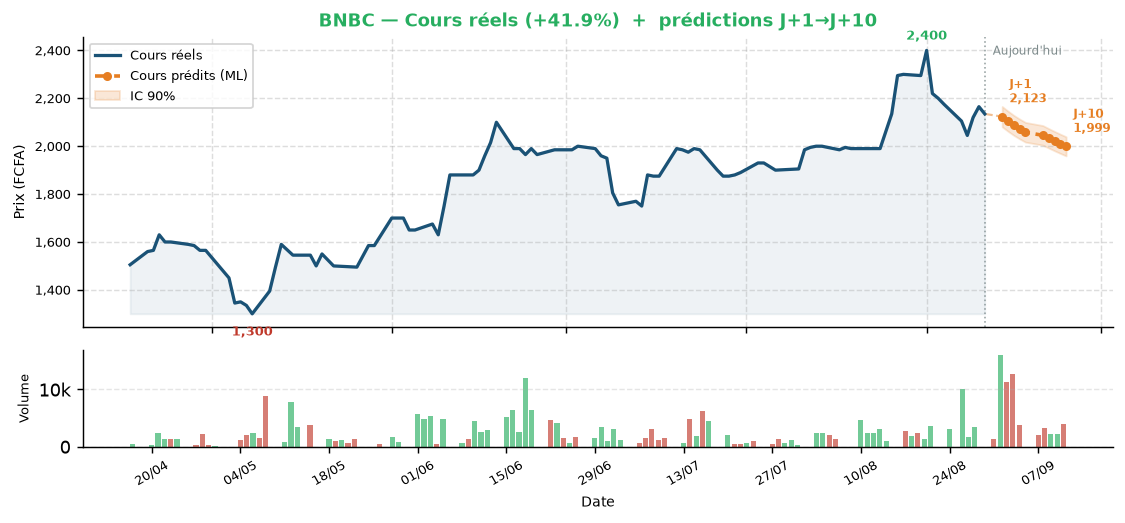 BNBC — Cours réels (+41.9%) + prédictions J+1→J+10
2,400
Aujourd'hui
Cours réels
Cours prédits (ML)
IC 90%
J+1
2,123
J+10
1,999
Prix (FCFA)
2,400
2,200
2,000
1,800
1,600
1,400
1,300
Volume
10k
0
20/04
04/05
18/05
01/06
15/06
29/06
13/07
27/07
10/08
24/08
07/09
Date